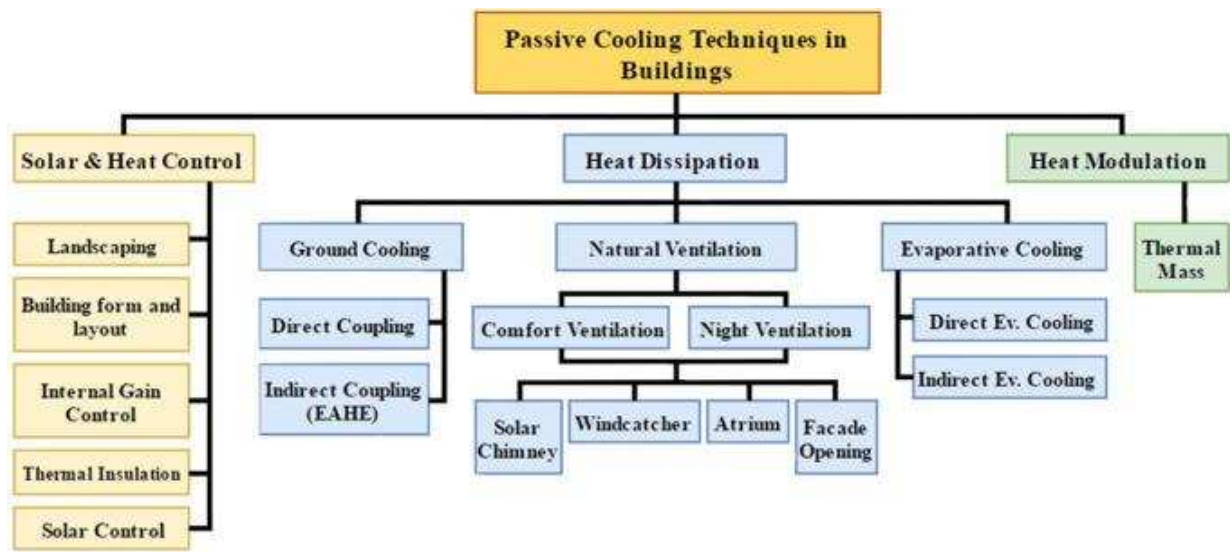 Passive Cooling Techniques in
Buildings
Solar & Heat Control
Heat Dissipation
Heat Modulation
Landscaping
Building form and
layout
Internal Gain
Control
Thermal Insulation
Solar Control
Ground Cooling
Natural Ventilation
Evaporative Cooling
Thermal
Mass
Direct Coupling
Indirect Coupling
(EAHE)
Comfort Ventilation
Night Ventilation
Direct Ev. Cooling
Indirect Ev. Cooling
Solar
Chimney
Windcatcher
Atrium
Facade
Opening